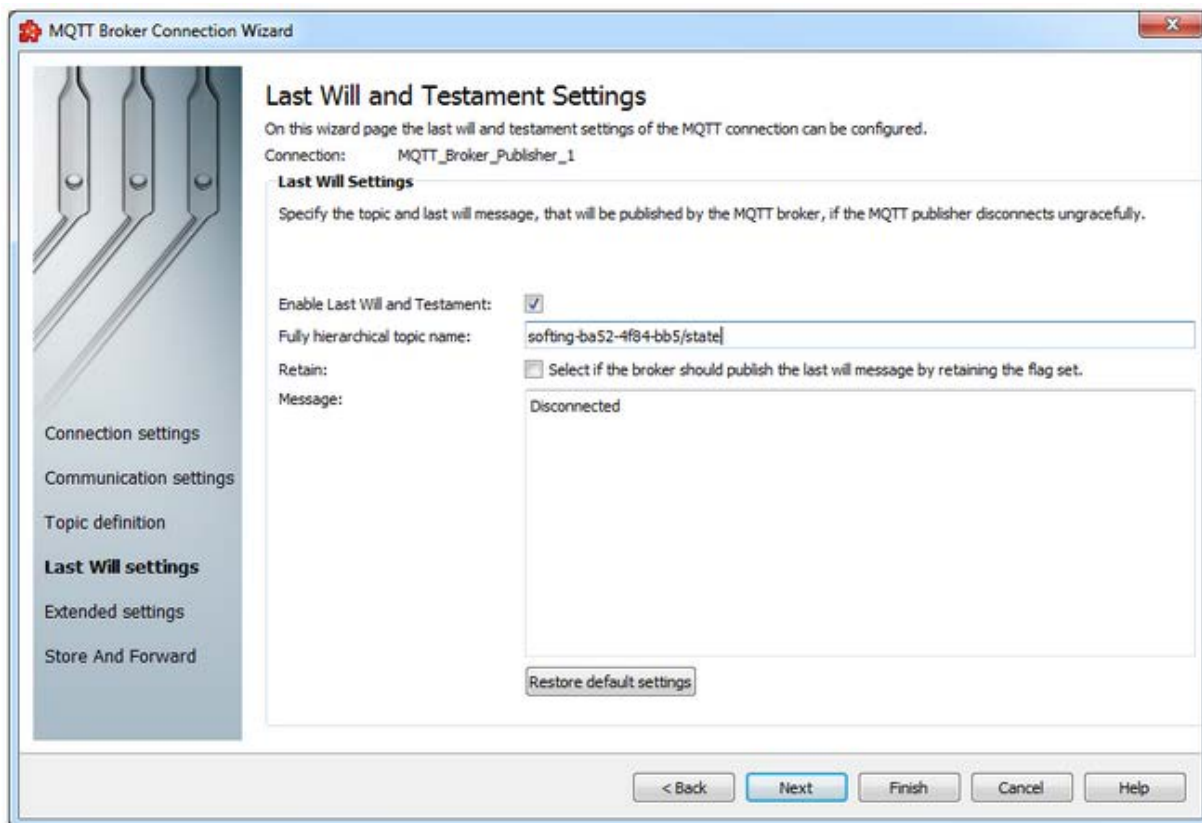 MQTT Broker Connection Wizard
Last Will and Testament Settings
On this wizard page the last will and testament settings of the MQTT connection can be configured.
Connection: MQTT_Broker_Publisher_1
Last Will Settings
Specify the topic and last will message, that will be published by the MQTT broker, if the MQTT publisher disconnects ungracefully.
Enable Last Will and Testament:
Fully hierarchical topic name: softing-ba52-4f84-bb5/state
Retain: Select if the broker should publish the last will message by retaining the flag set.
Message: Disconnected
Connection settings
Communication settings
Topic definition
Last Will settings
Extended settings
Store And Forward
Restore default settings
< Back Next Finish Cancel Help